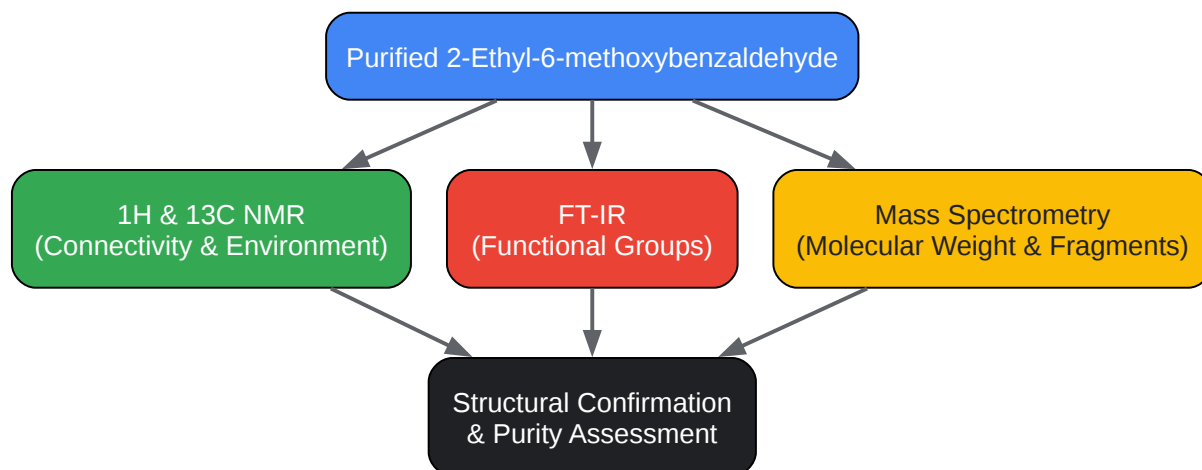 Purified 2-Ethyl-6-methoxybenzaldehyde
1H & 13C NMR
(Connectivity & Environment)
FT-IR
(Functional Groups)
Mass Spectrometry
(Molecular Weight & Fragments)
Structural Confirmation
& Purity Assessment